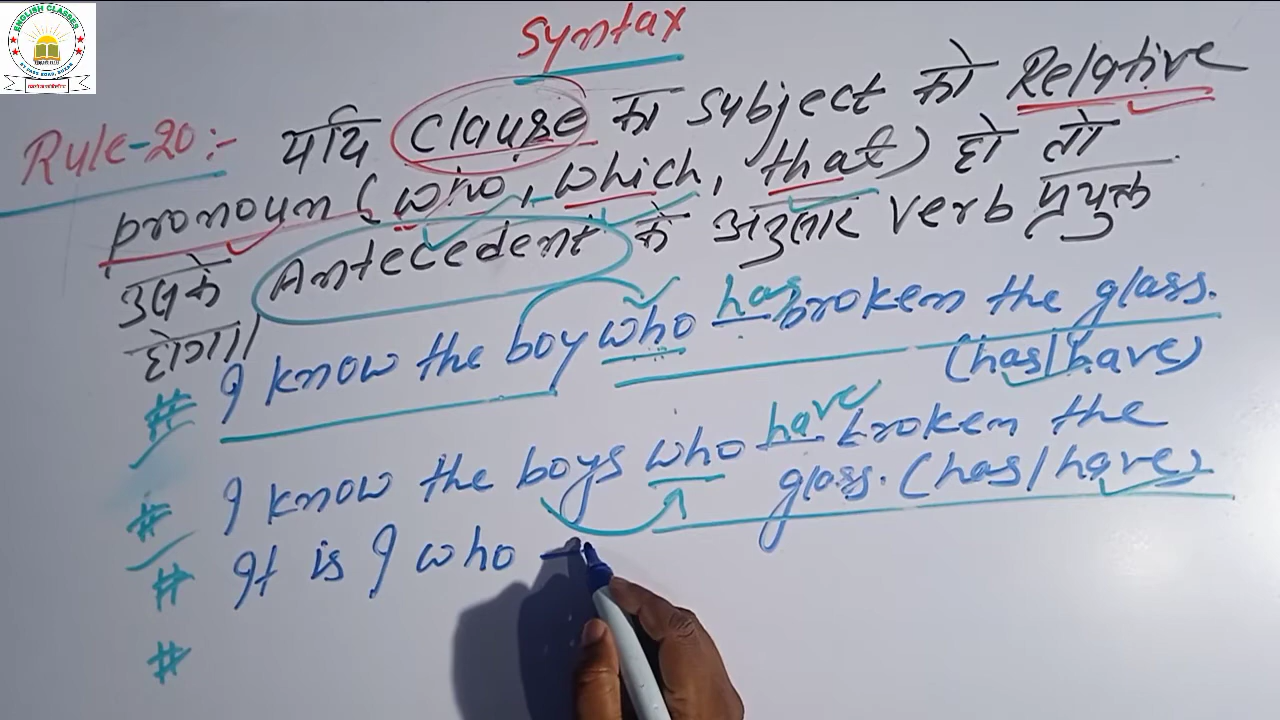 ENGLISH CLASSES
Syntax
Rule-20:- यदि Clause का Subject को Relative
pronoun (who, which, that) हो तो
उसके Antecedent के अनुसार verb प्रयुक्त
होगा।
# I know the boy who has broken the glass.
(has/have)
# I know the boys who have broken the
glass. (has/have)
# It is I who
#